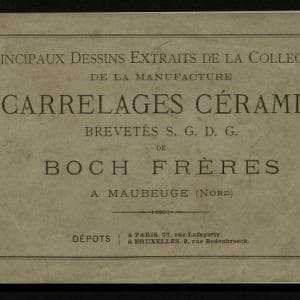 INCIPAUX DESSINS EXTRAITS DE LA COLLEC
DE LA MANUFACTURE
CARRELAGES CÉRAMI
BREVETÉS S. G. D. G.
DE
BOCH FRÈRES
A MAUBEUGE (NORD)
DÉPOTS
à PARIS, 77, rue Lafayette.
à BRUXELLES, 2, rue Bodenbroeck.